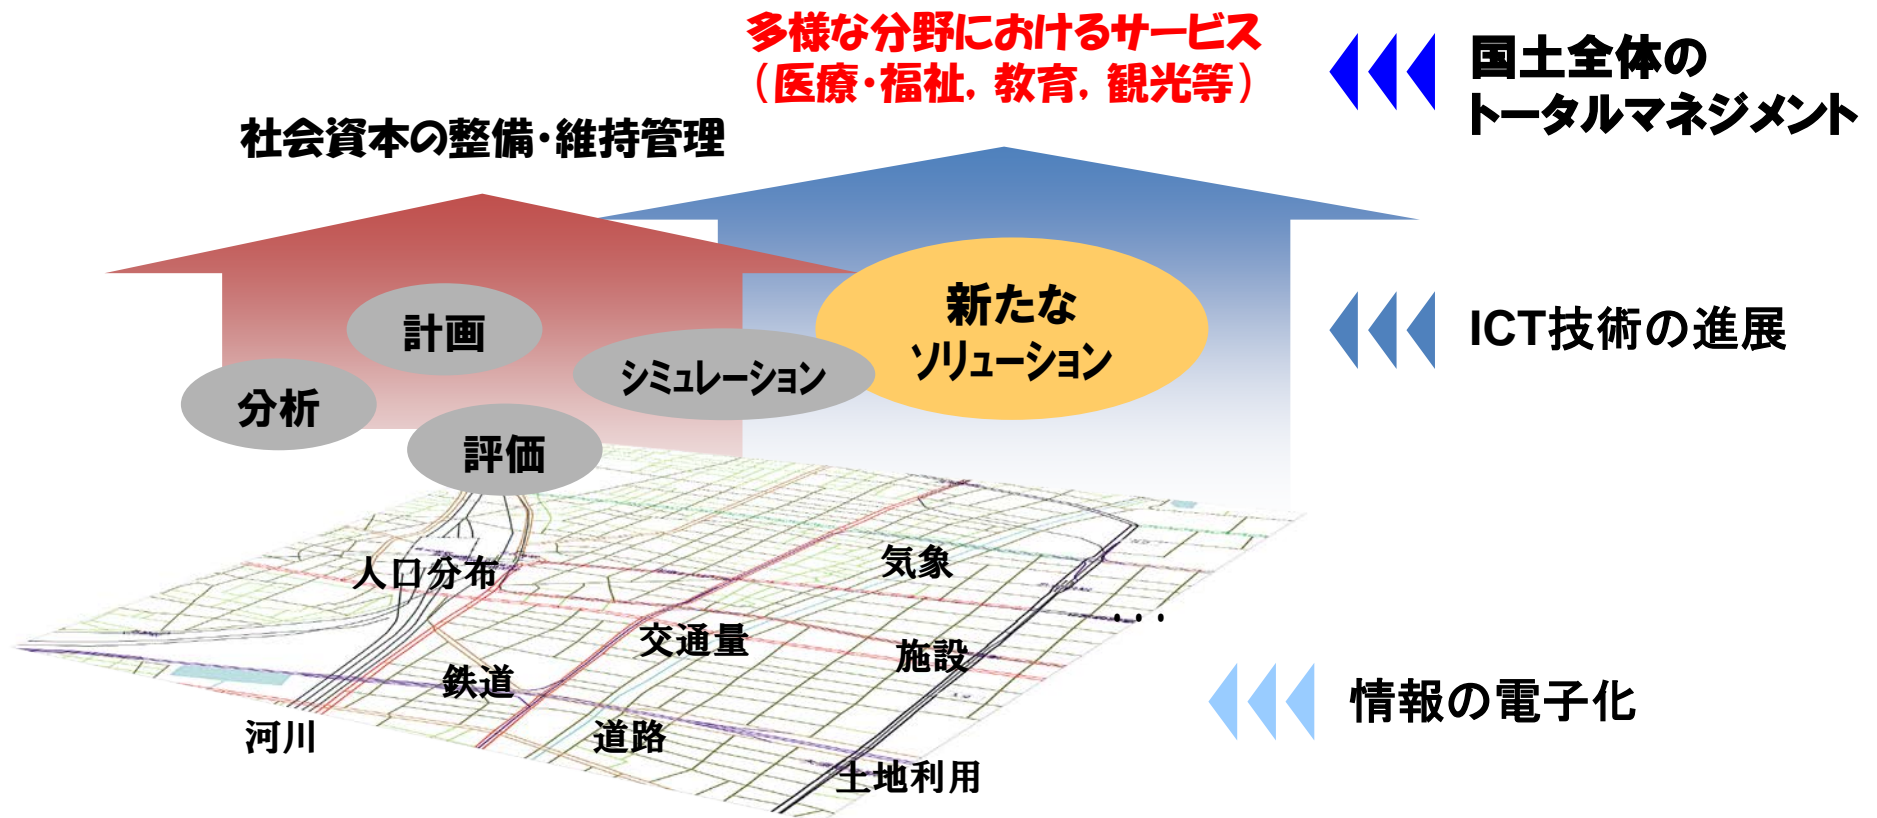 多様な分野におけるサービス
（医療・福祉，教育，観光等）
国土全体の
トータルマネジメント
社会資本の整備・維持管理
新たな
ソリューション
計画
シミュレーション
分析
評価
ICT技術の進展
気象
人口分布
・・・
交通量
施設
鉄道
情報の電子化
河川
道路
土地利用